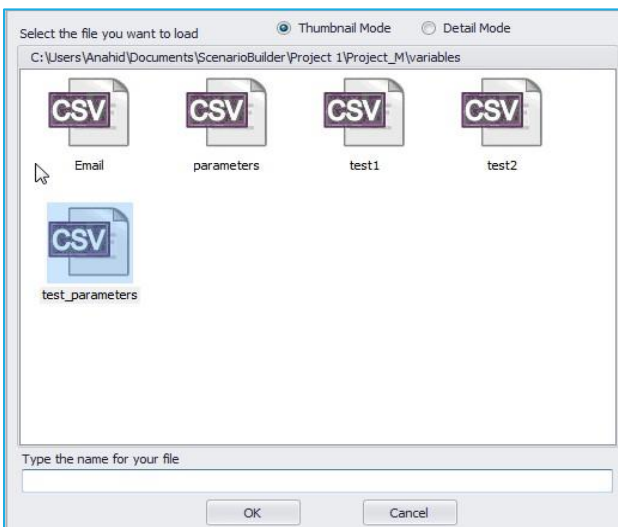 Select the file you want to load
Thumbnail Mode
Detail Mode
C:\Users\Anahid\Documents\ScenarioBuilder\Project 1\Project_M\variables
CSV CSV CSV CSV
Email parameters test1 test2
CSV
test_parameters
Type the name for your file
OK Cancel